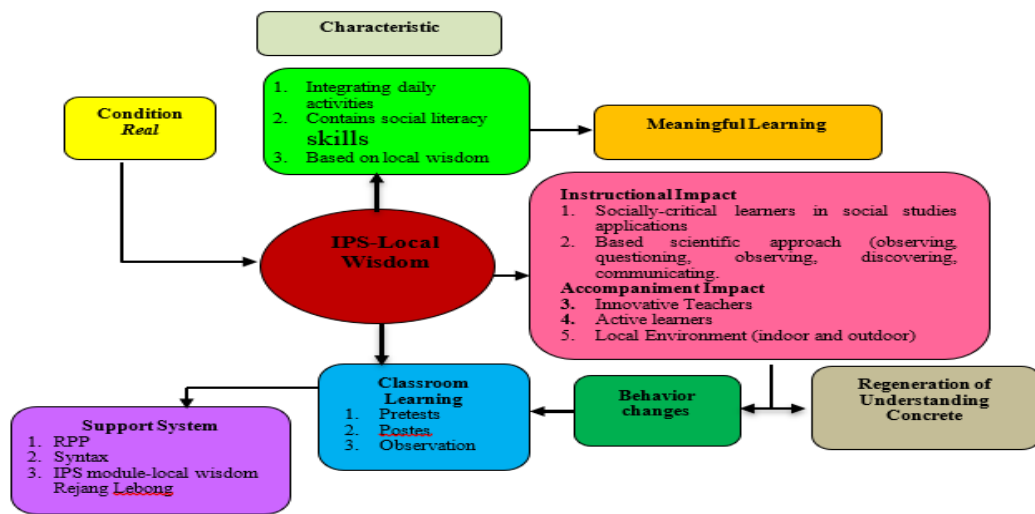 Characteristic
Condition
Real
1. Integrating daily
activities
2. Contains social literacy
skills
3. Based on local wisdom
Meaningful Learning
IPS-Local
Wisdom
Instructional Impact
1. Socially-critical learners in social studies
applications
2. Based scientific approach (observing,
questioning, observing, discovering,
communicating.
Accompaniment Impact
3. Innovative Teachers
4. Active learners
5. Local Environment (indoor and outdoor)
Classroom
Learning
1. Pretests
2. Postes
3. Observation
Behavior
changes
Regeneration of
Understanding
Concrete
Support System
1. RPP
2. Syntax
3. IPS module-local wisdom
Rejang Lebong